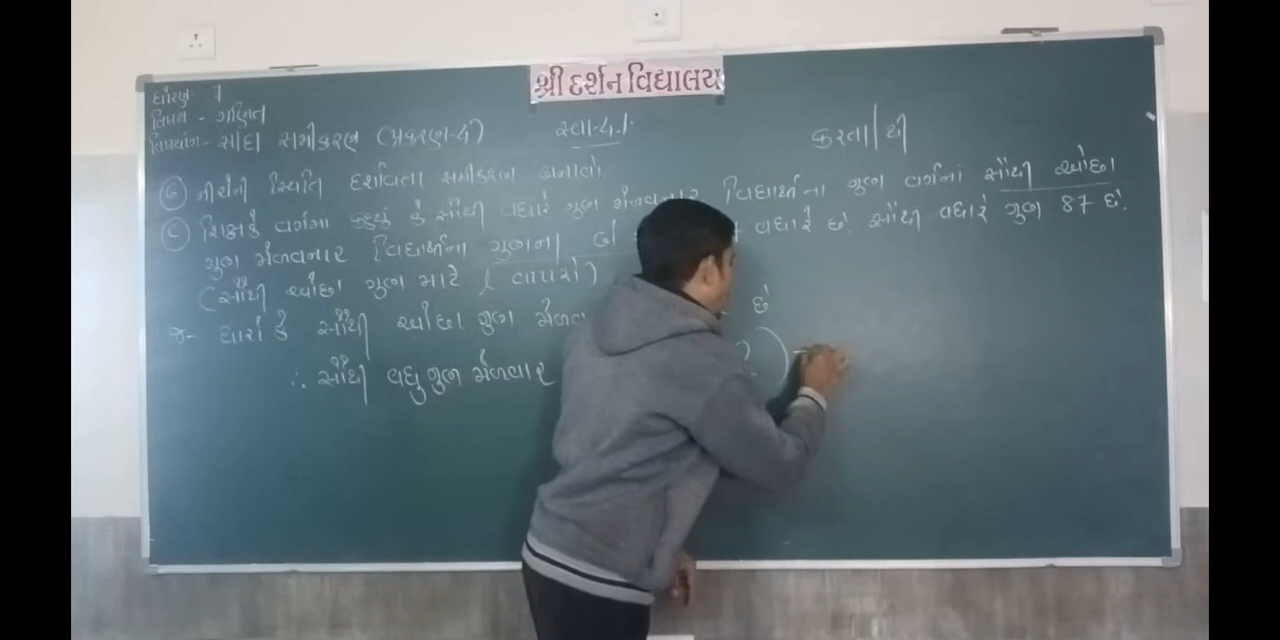 શ્રી દર્શન વિદ્યાલય
ધોરણ- 7
વિષય - ગણિત
વિષયાંગ- સાદા સમીકરણ (પ્રકરણ-4) સ્વા-4.1 કરતા/થી
નીચેની સ્થિતિ દર્શાવતા સમીકરણ બનાવો.
શિક્ષકે વર્ગમાં કહ્યું કે સૌથી વધારે ગુણ મેળવનાર વિદ્યાર્થીના ગુણ વર્ગનાં સૌથી ઓછા
ગુણ મેળવનાર વિદ્યાર્થીના ગુણના 7 વધારે છે. સૌથી વધારે ગુણ 87 છે.
(સૌથી ઓછા ગુણ માટે l વાપરો)
જ- ધારો કે સૌથી ઓછા ગુણ છે
∴ સૌથી વધુ ગુણ મેળવનાર